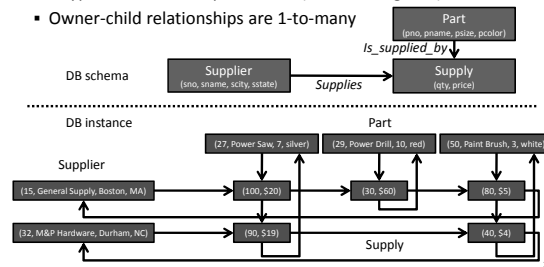 ▪ Owner-child relationships are 1-to-many
Part
(pno, pname, psize, pcolor)
Is_supplied_by
DB schema
Supplier
(sno, sname, scity, sstate)
Supplies
Supply
(qty, price)
DB instance
Part
(27, Power Saw, 7, silver)
(29, Power Drill, 10, red)
(50, Paint Brush, 3, white)
Supplier
(15, General Supply, Boston, MA)
(100, $20)
(30, $60)
(80, $5)
(32, M&P Hardware, Durham, NC)
(90, $19)
(40, $4)
Supply